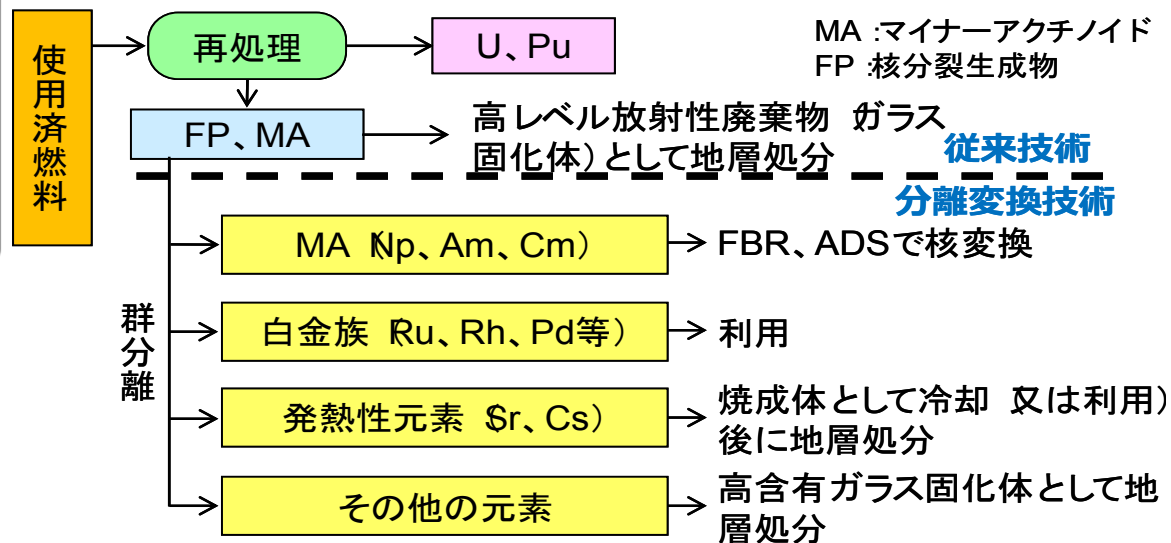 使用済燃料
再処理
U、Pu
MA :マイナーアクチノイド
FP :核分裂生成物
FP、MA
高レベル放射性廃棄物 (ガラス
固化体)として地層処分
従来技術
分離変換技術
群分離
MA (Np、Am、Cm)
FBR、ADSで核変換
白金族 (Ru、Rh、Pd等)
利用
発熱性元素 (Sr、Cs)
焼成体として冷却 (又は利用)
後に地層処分
その他の元素
高含有ガラス固化体として地
層処分